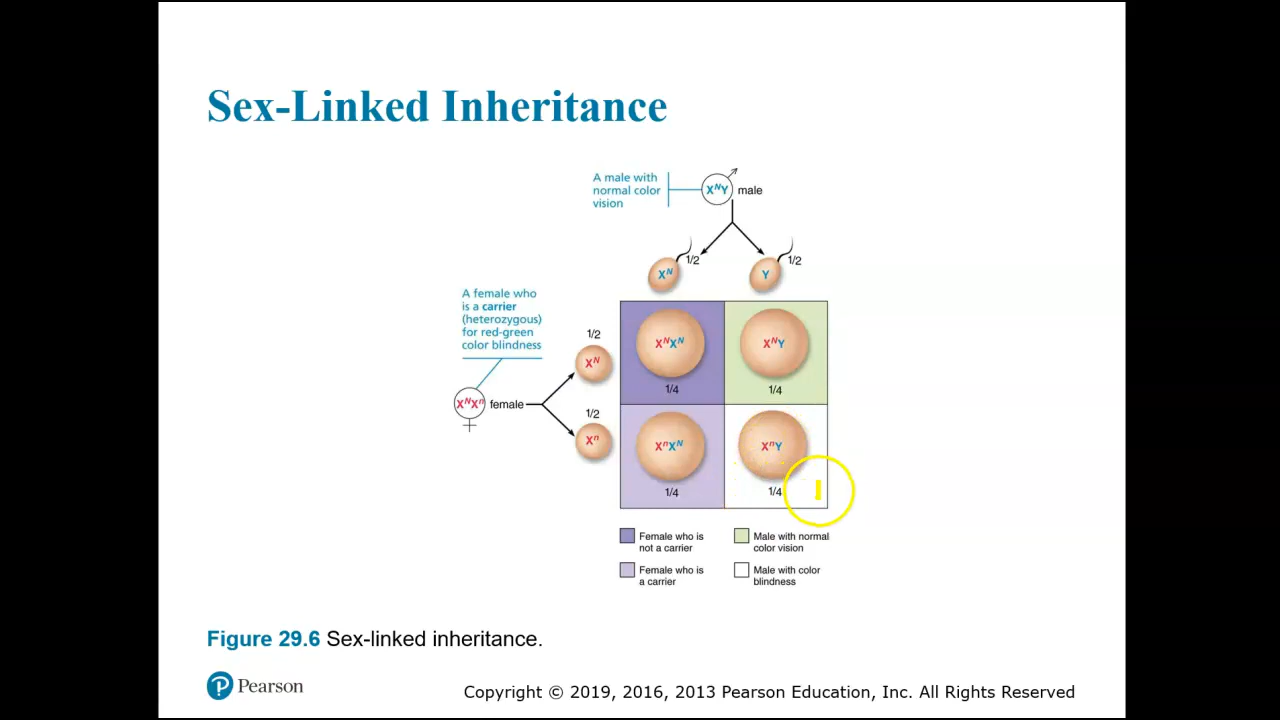 Sex-Linked Inheritance
A male with
normal color
vision
XᴺY male
1/2
1/2
Xᴺ
Y
A female who
is a carrier
(heterozygous)
for red-green
color blindness
XᴺXⁿ female
1/2
Xᴺ
1/2
Xⁿ
XᴺXᴺ
1/4
XᴺY
1/4
XⁿXᴺ
1/4
XⁿY
1/4
Female who is
not a carrier
Male with normal
color vision
Female who is
a carrier
Male with color
blindness
Figure 29.6 Sex-linked inheritance.
P Pearson
Copyright © 2019, 2016, 2013 Pearson Education, Inc. All Rights Reserved